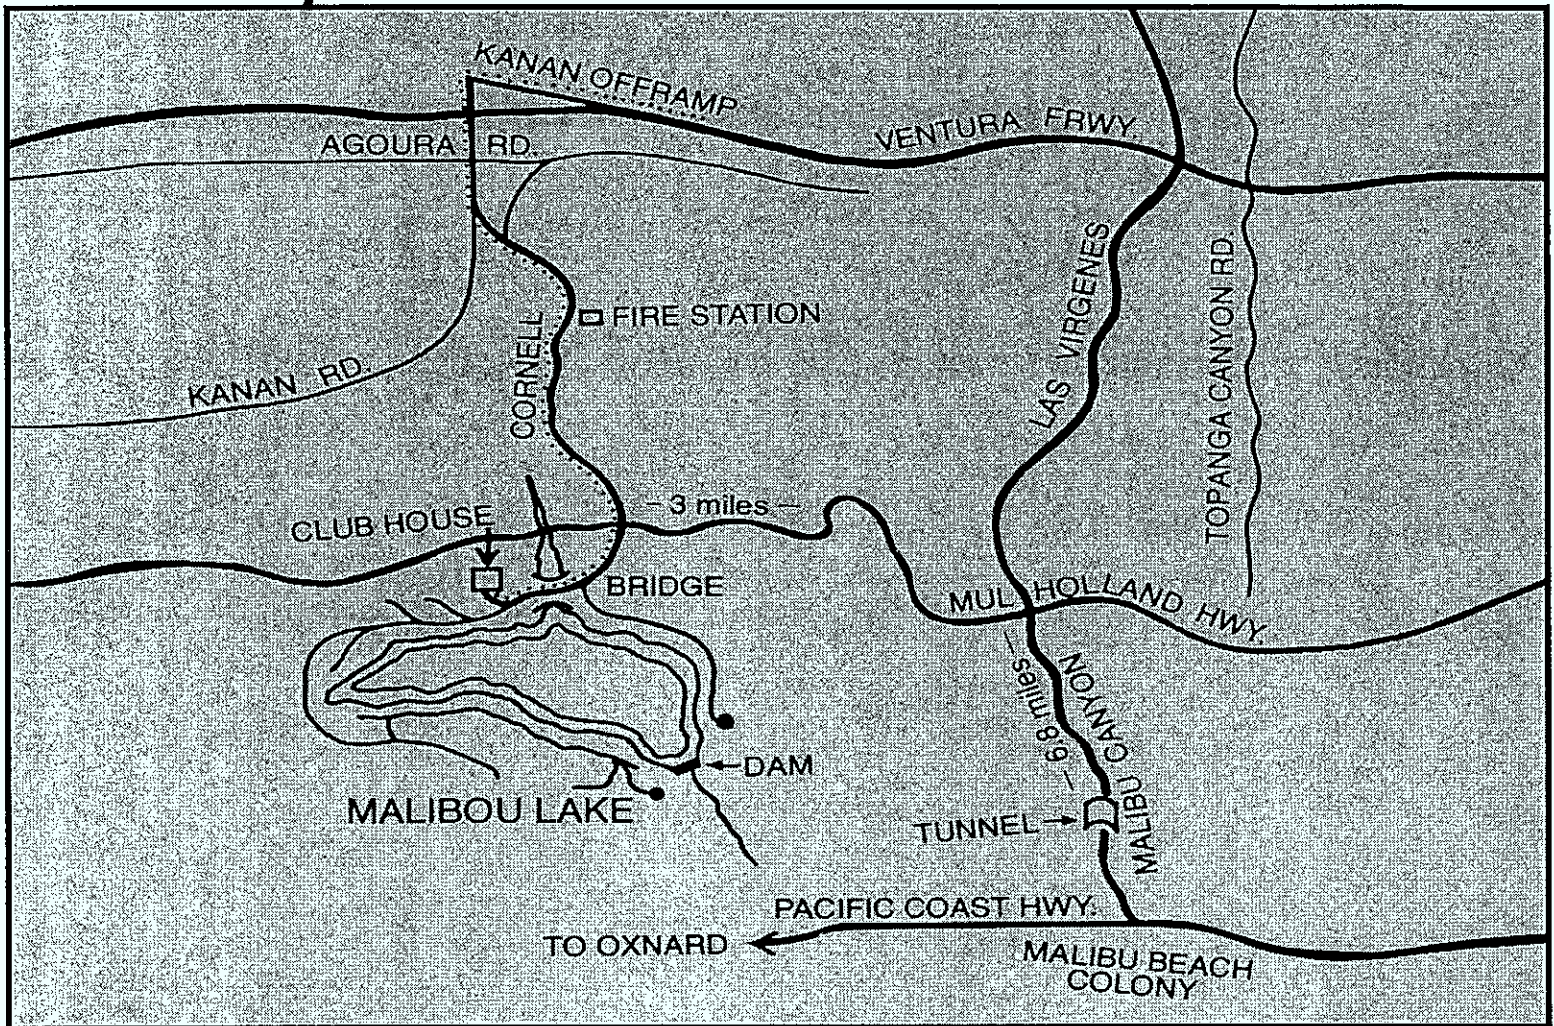 KANAN OFFRAMP
AGOURA RD.
VENTURA FRWY.
FIRE STATION
CORNELL
KANAN RD.
LAS VIRGENES
TOPANGA CANYON RD.
- 3 miles -
CLUB HOUSE
BRIDGE
MULHOLLAND HWY.
- 6.8 miles -
MALIBU CANYON
DAM
MALIBOU LAKE
TUNNEL
PACIFIC COAST HWY.
TO OXNARD
MALIBU BEACH
COLONY